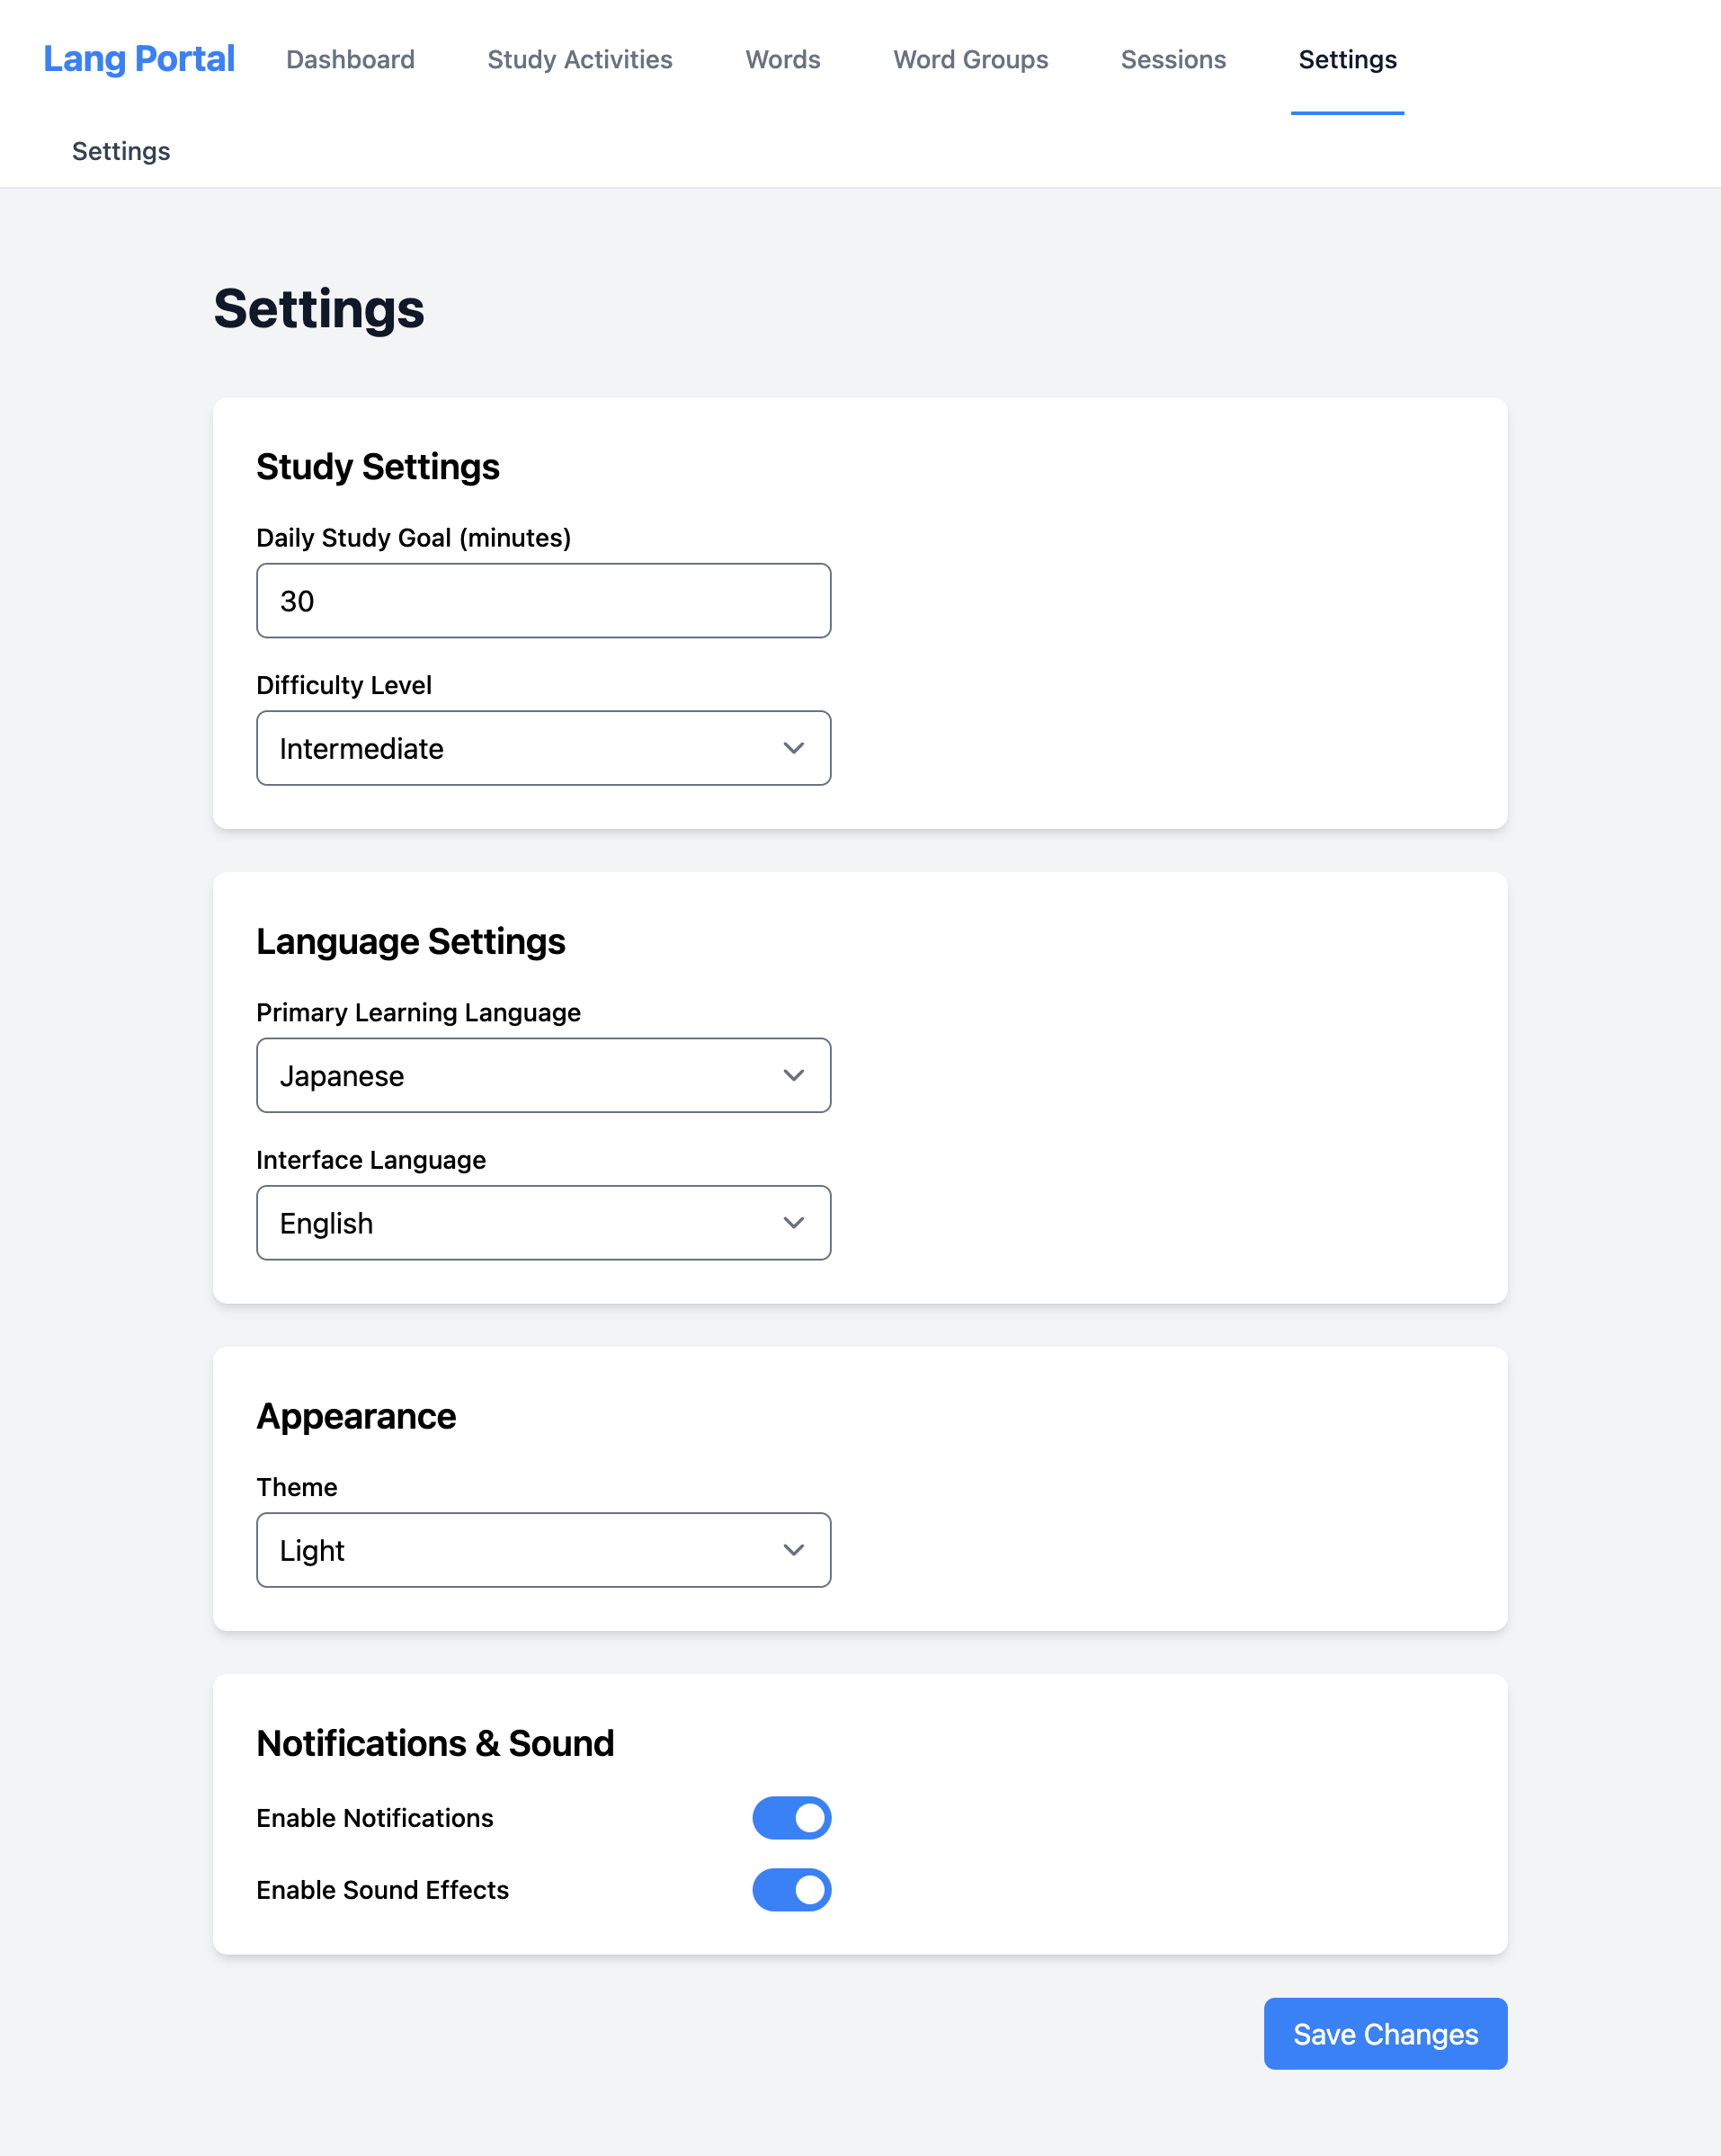 Lang Portal Dashboard Study Activities Words Word Groups Sessions Settings
Settings
Settings
Study Settings
Daily Study Goal (minutes)
30
Difficulty Level
Intermediate
Language Settings
Primary Learning Language
Japanese
Interface Language
English
Appearance
Theme
Light
Notifications & Sound
Enable Notifications
Enable Sound Effects
Save Changes